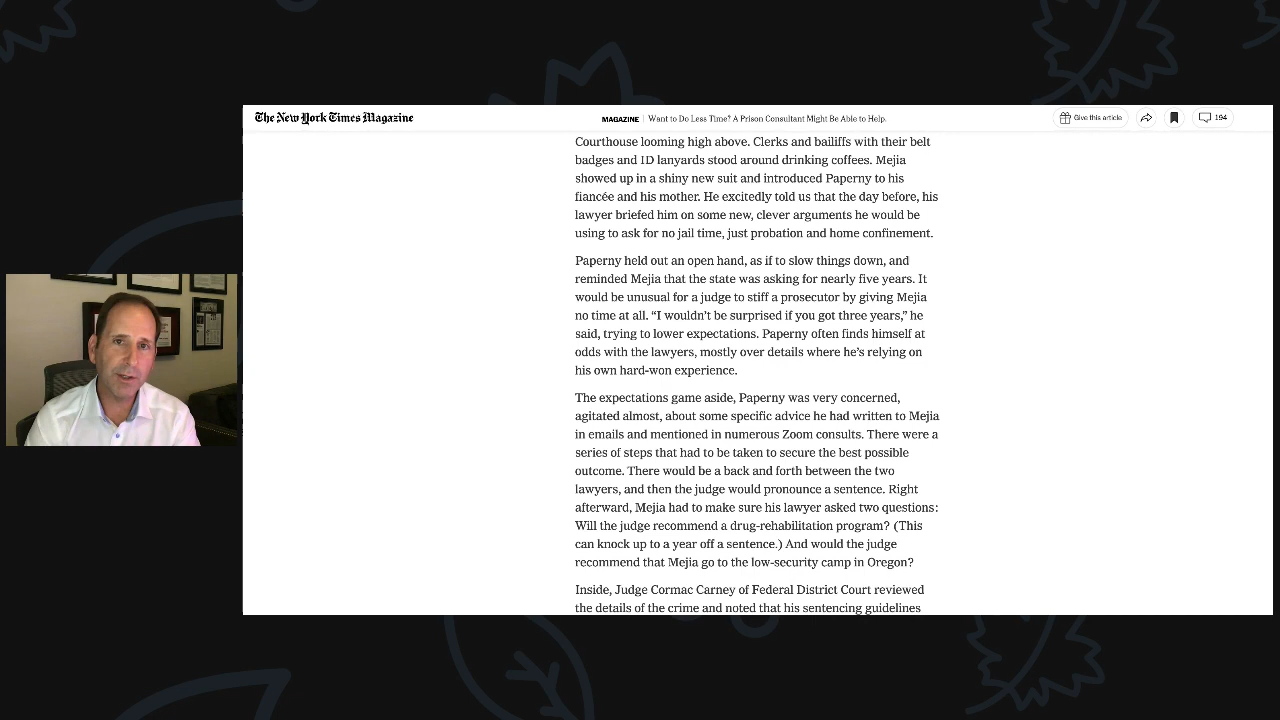 The New York Times Magazine
MAGAZINE | Want to Do Less Time? A Prison Consultant Might Be Able to Help.
Give this article
194
Courthouse looming high above. Clerks and bailiffs with their belt
badges and ID lanyards stood around drinking coffees. Mejia
showed up in a shiny new suit and introduced Paperny to his
fiancée and his mother. He excitedly told us that the day before, his
lawyer briefed him on some new, clever arguments he would be
using to ask for no jail time, just probation and home confinement.
Paperny held out an open hand, as if to slow things down, and
reminded Mejia that the state was asking for nearly five years. It
would be unusual for a judge to stiff a prosecutor by giving Mejia
no time at all. “I wouldn’t be surprised if you got three years,” he
said, trying to lower expectations. Paperny often finds himself at
odds with the lawyers, mostly over details where he’s relying on
his own hard-won experience.
The expectations game aside, Paperny was very concerned,
agitated almost, about some specific advice he had written to Mejia
in emails and mentioned in numerous Zoom consults. There were a
series of steps that had to be taken to secure the best possible
outcome. There would be a back and forth between the two
lawyers, and then the judge would pronounce a sentence. Right
afterward, Mejia had to make sure his lawyer asked two questions:
Will the judge recommend a drug-rehabilitation program? (This
can knock up to a year off a sentence.) And would the judge
recommend that Mejia go to the low-security camp in Oregon?
Inside, Judge Cormac Carney of Federal District Court reviewed
the details of the crime and noted that his sentencing guidelines